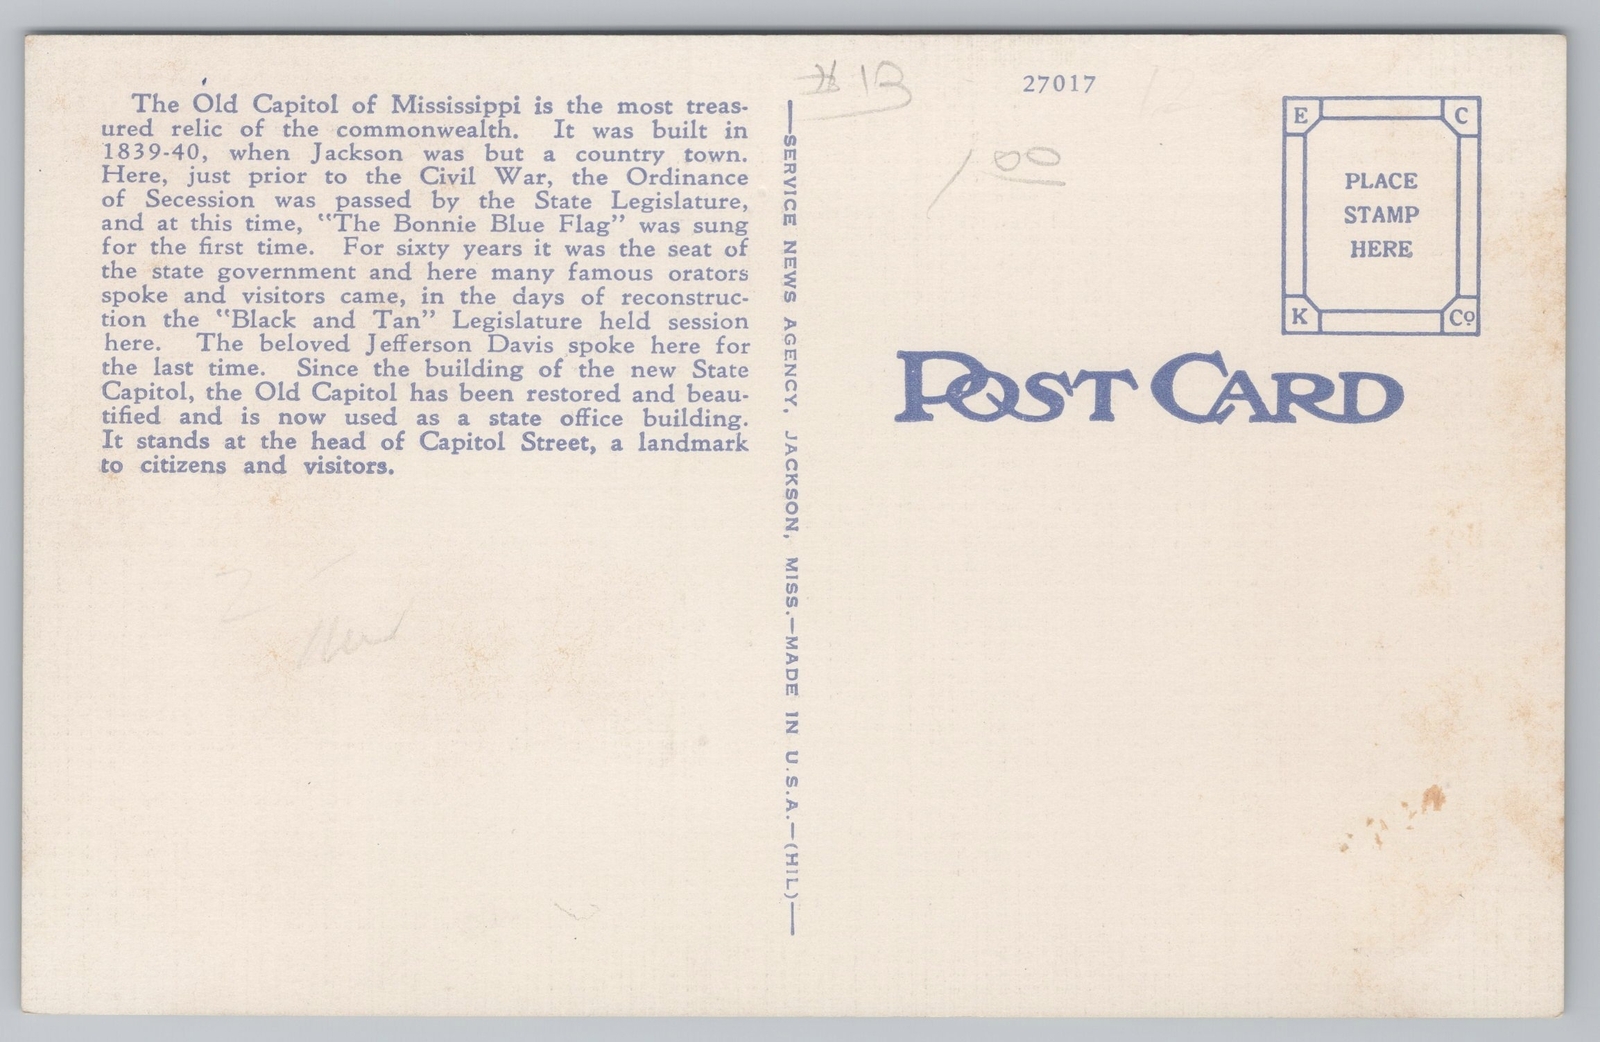 The Old Capitol of Mississippi is the most treas-
ured relic of the commonwealth. It was built in
1839-40, when Jackson was but a country town.
Here, just prior to the Civil War, the Ordinance
of Secession was passed by the State Legislature,
and at this time, "The Bonnie Blue Flag" was sung
for the first time. For sixty years it was the seat of
the state government and here many famous orators
spoke and visitors came, in the days of reconstruc-
tion the "Black and Tan" Legislature held session
here. The beloved Jefferson Davis spoke here for
the last time. Since the building of the new State
Capitol, the Old Capitol has been restored and beau-
tified and is now used as a state office building.
It stands at the head of Capitol Street, a landmark
to citizens and visitors.
—SERVICE NEWS AGENCY, JACKSON, MISS.—MADE IN U.S.A.—(HIL)—
# 13
27017
1.00
E C
PLACE
STAMP
HERE
K Co
POST CARD